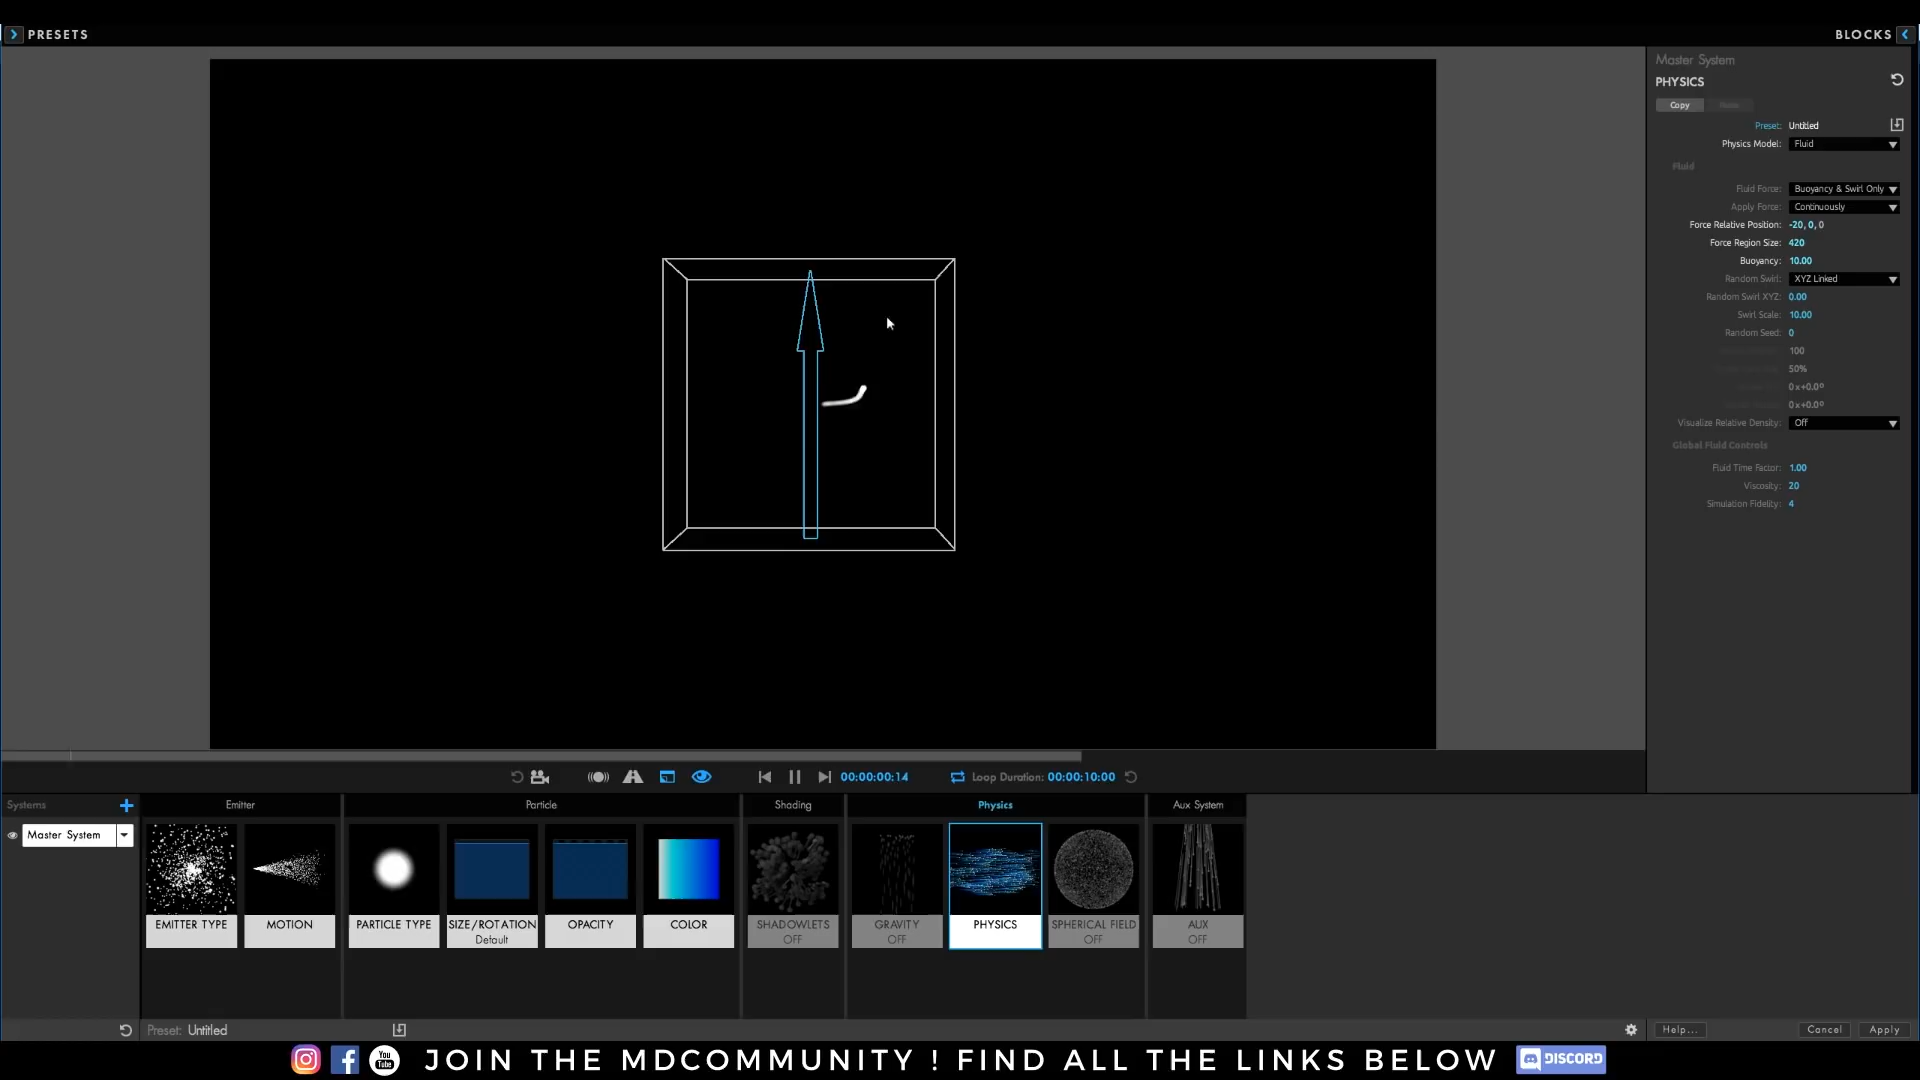 PRESETS
BLOCKS
Master System
PHYSICS
Copy
Preset: Untitled
Physics Model: Fluid
Fluid
Fluid Force: Buoyancy & Swirl Only
Apply Force: Continuously
Force Relative Position: -20, 0, 0
Force Region Size: 420
Buoyancy: 10.00
Random Swirl: XYZ Linked
Random Swirl XYZ: 0.00
Swirl Scale: 10.00
Random Seed: 0
100
50%
0x+0.0°
0x+0.0°
Visualize Relative Density: Off
Global Fluid Controls
Fluid Time Factor: 1.00
Viscosity: 20
Simulation Fidelity: 4
00:00:00:14
Loop Duration: 00:00:10:00
Systems
Emitter
Particle
Shading
Physics
Aux System
Master System
EMITTER TYPE
MOTION
PARTICLE TYPE
SIZE/ROTATION
Default
OPACITY
COLOR
SHADOWLETS
OFF
GRAVITY
OFF
PHYSICS
SPHERICAL FIELD
OFF
AUX
OFF
Preset: Untitled
Help...
Cancel
Apply
You
Tube
JOIN THE MDCOMMUNITY ! FIND ALL THE LINKS BELOW
DISCORD